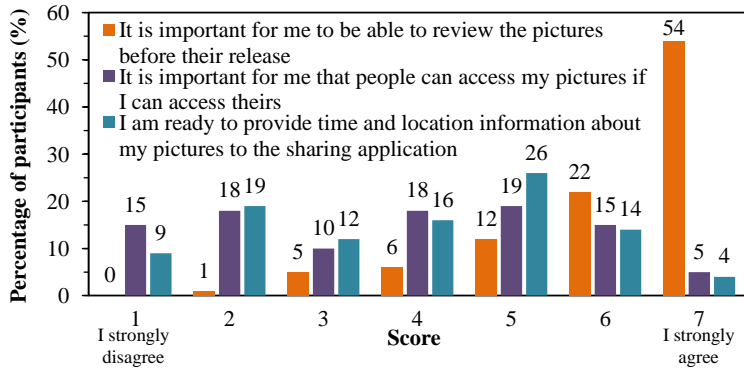 Percentage of participants (%)
60
50
40
30
20
10
0
It is important for me to be able to review the pictures
before their release
It is important for me that people can access my pictures if
I can access theirs
I am ready to provide time and location information about
my pictures to the sharing application
0 15 9
1 18 19
5 10 12
6 18 16
12 19 26
22 15 14
54 5 4
1 2 3 4 5 6 7
I strongly
disagree
Score
I strongly
agree